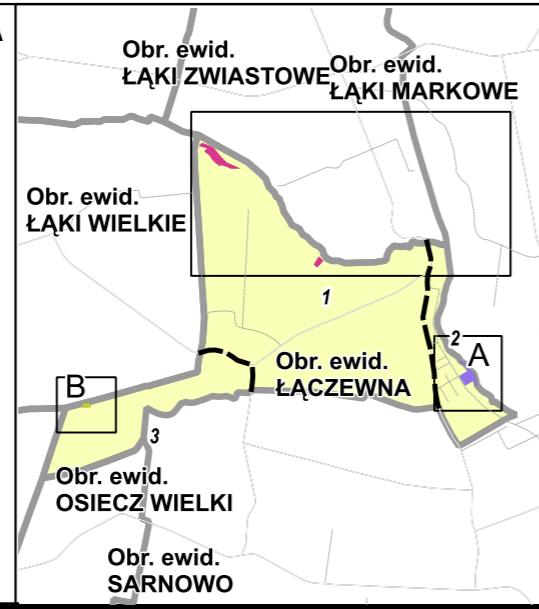 Obr. ewid.
ŁĄKI ZWIASTOWE
Obr. ewid.
ŁĄKI MARKOWE
Obr. ewid.
ŁĄKI WIELKIE
1
2
A
Obr. ewid.
ŁĄCZEWNA
B
3
Obr. ewid.
OSIECZ WIELKI
Obr. ewid.
SARNOWO